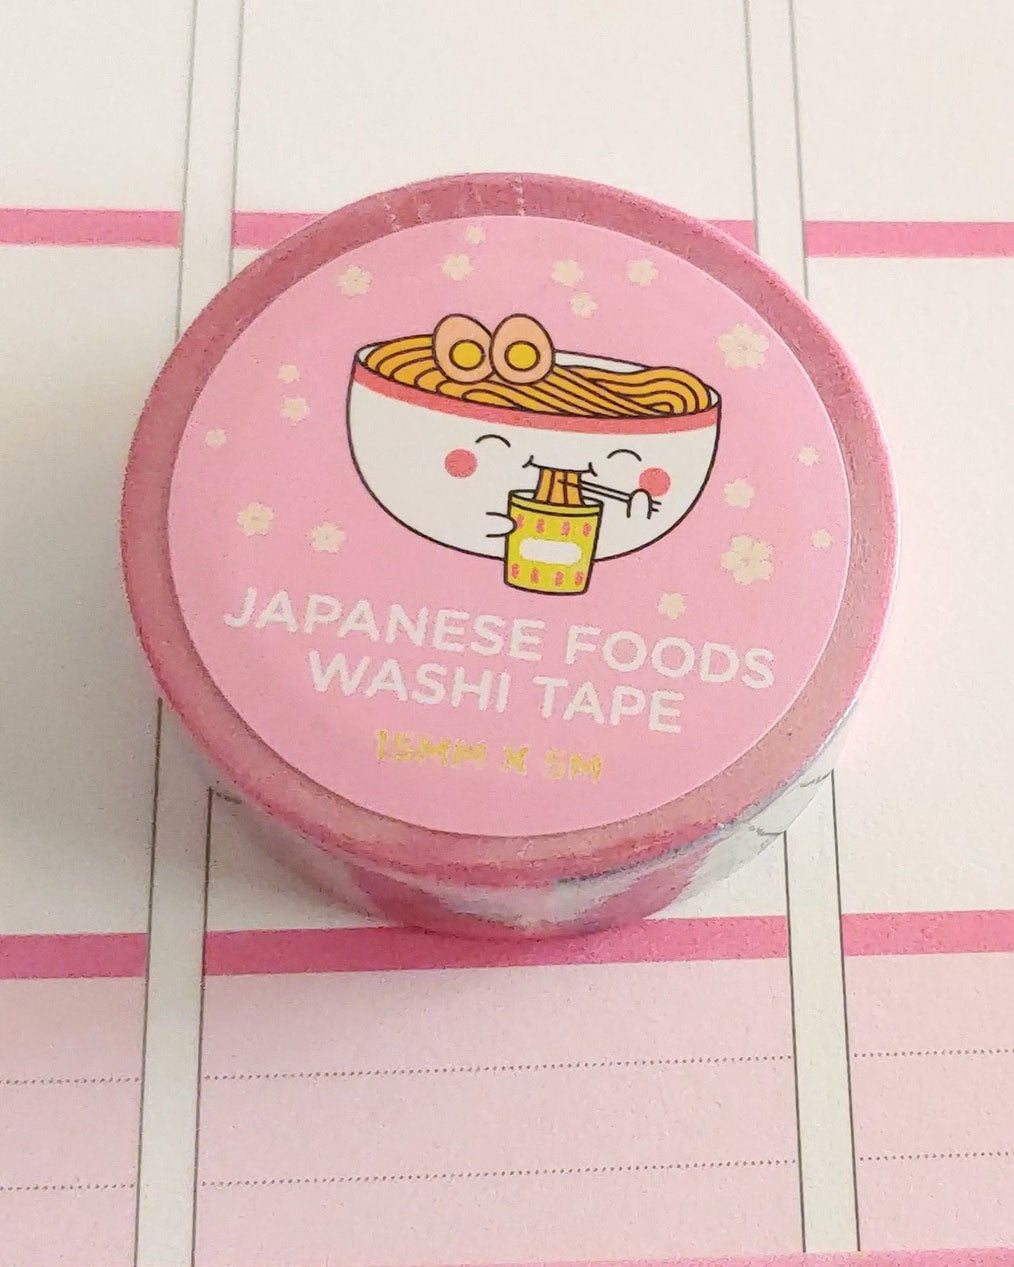 JAPANESE FOODS
WASHI TAPE
15MM X 5M